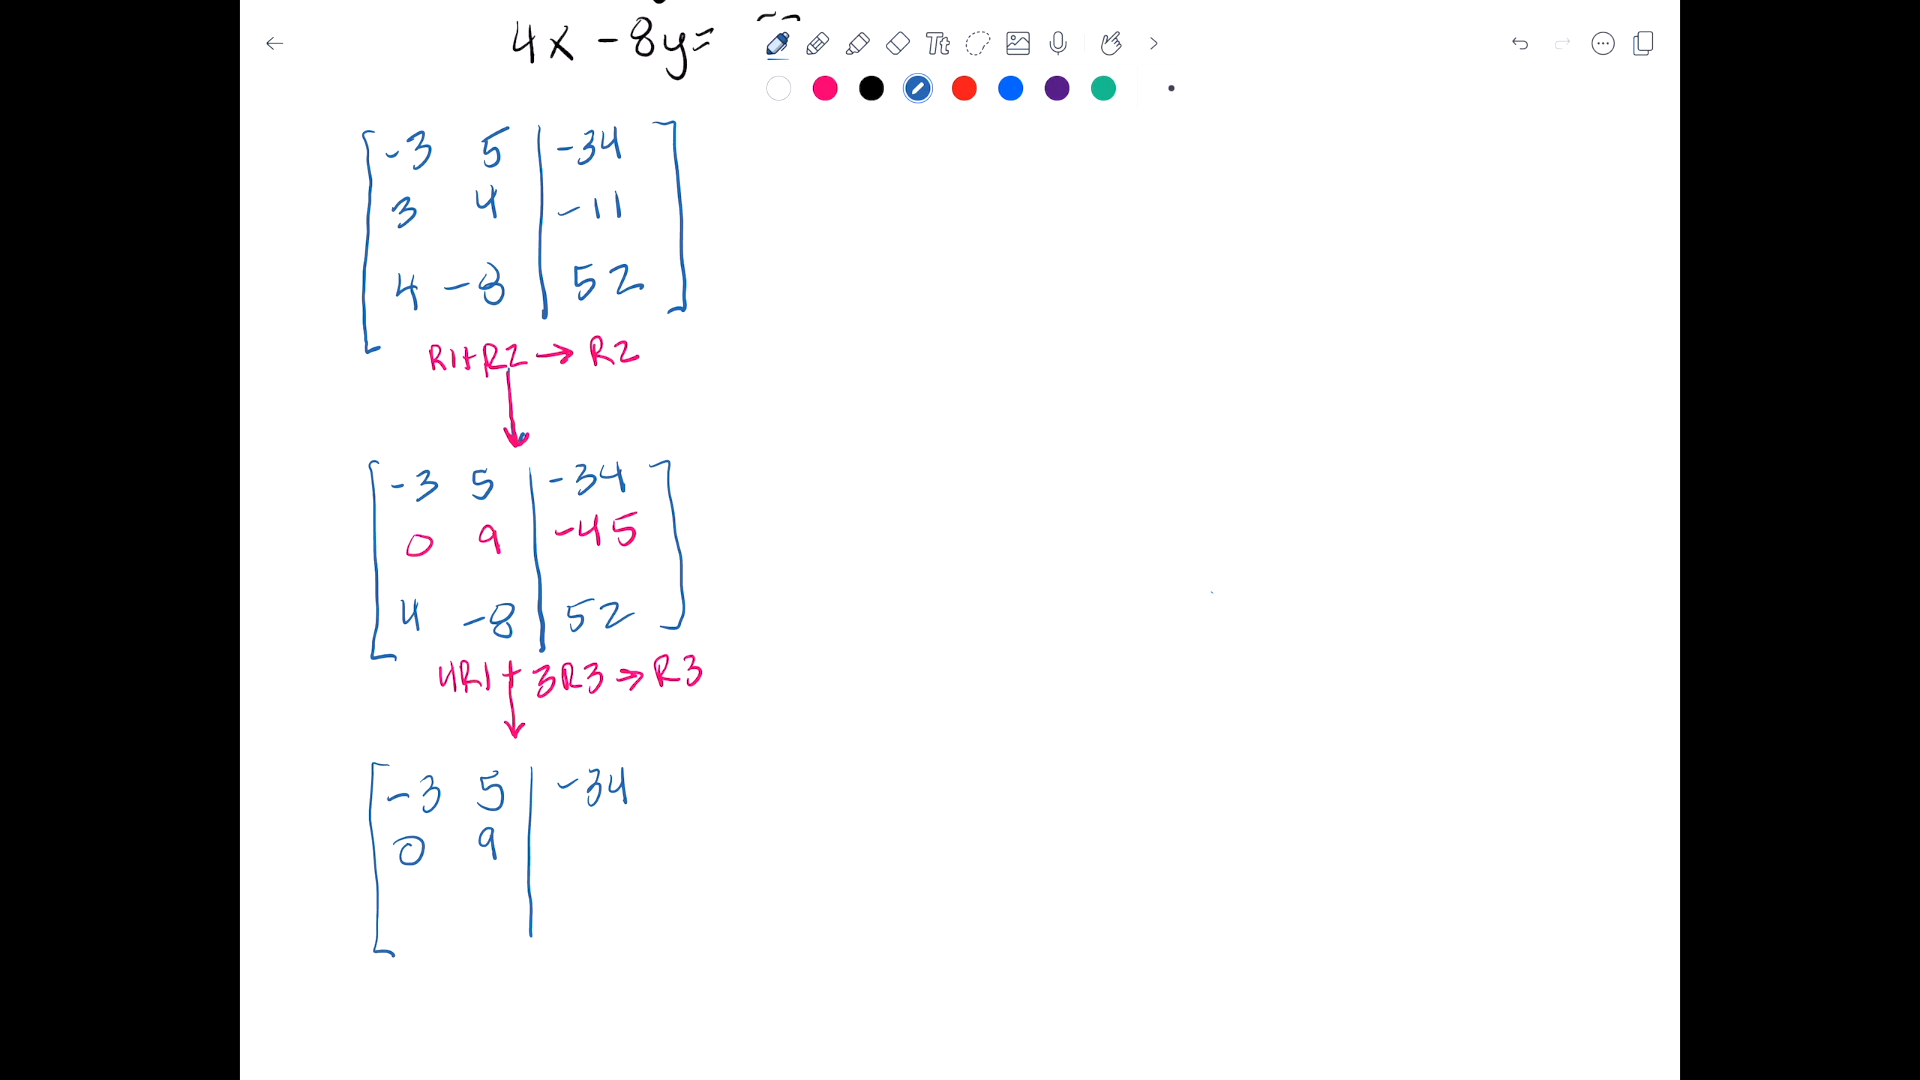 4x - 8y =
Tt
-3 5 | -34
3 4 | -11
4 -8 | 52
R1+R2 → R2
-3 5 | -34
0 9 | -45
4 -8 | 52
4R1 + 3R3 → R3
-3 5 | -34
0 9 |